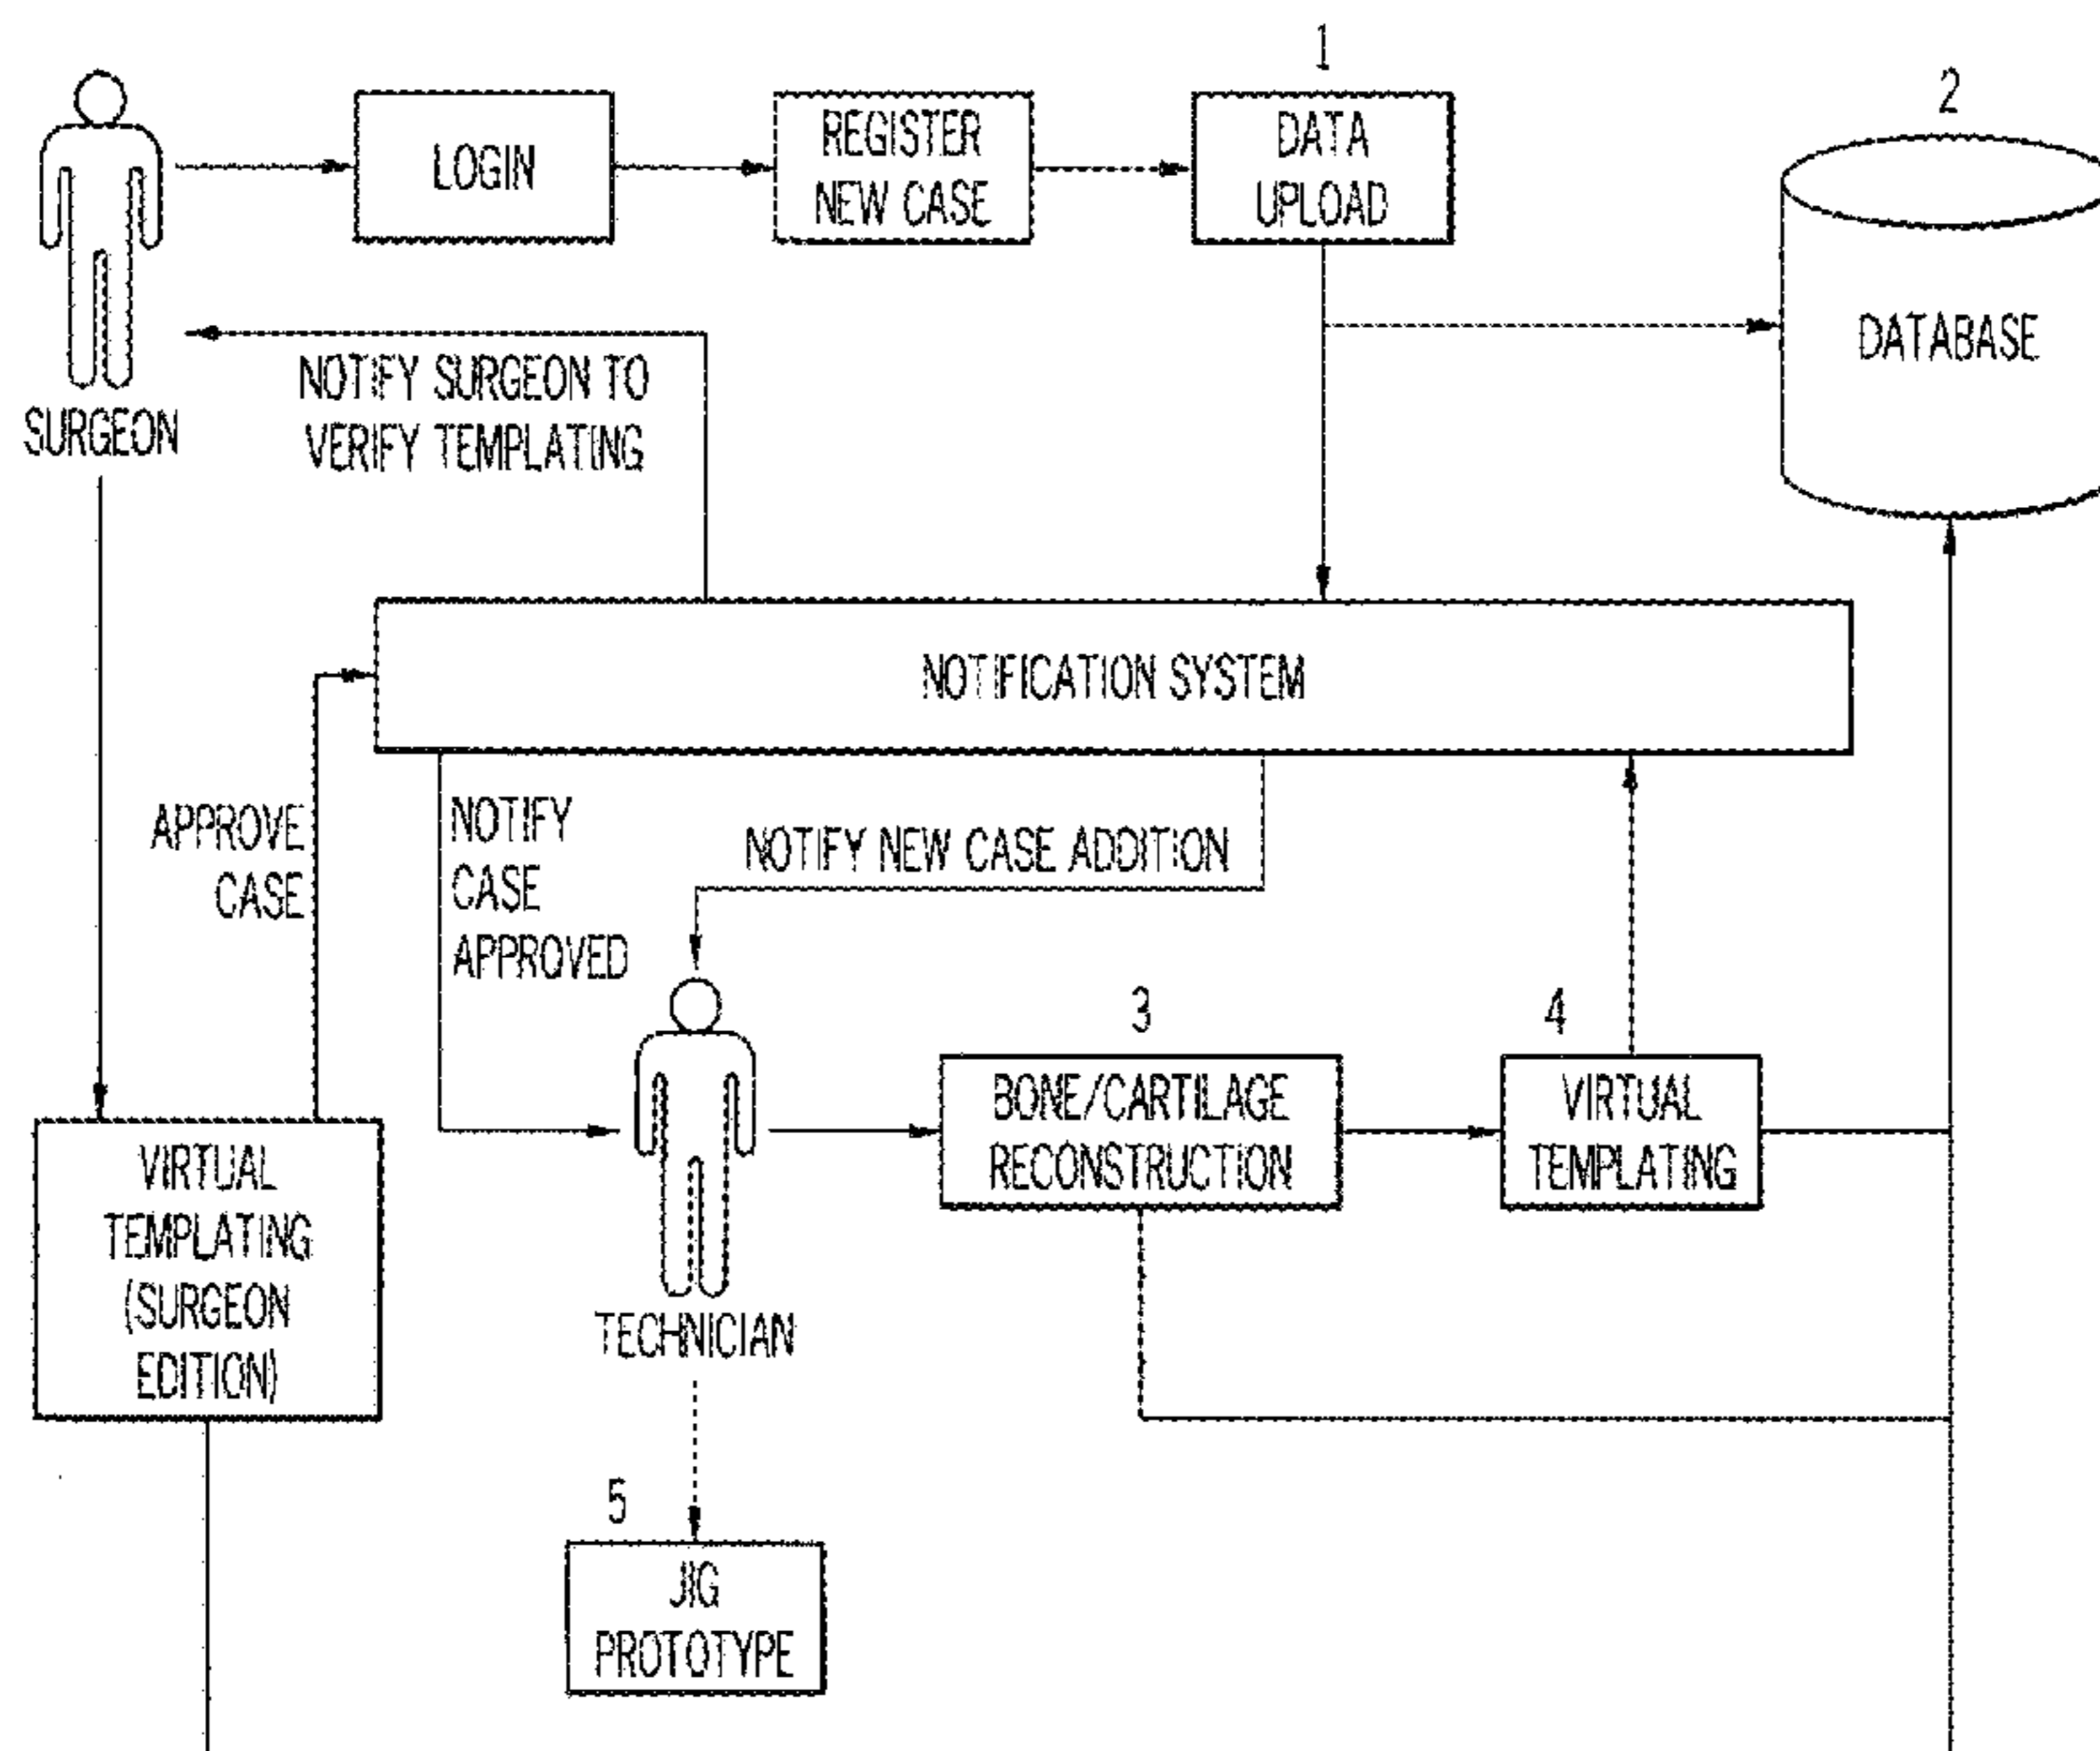 1
2
LOGIN
REGISTER
NEW CASE
DATA
UPLOAD
DATABASE
SURGEON
NOTIFY SURGEON TO
VERIFY TEMPLATING
NOTIFICATION SYSTEM
APPROVE
CASE
NOTIFY
CASE
APPROVED
NOTIFY NEW CASE ADDITION
3
4
BONE/CARTILAGE
RECONSTRUCTION
VIRTUAL
TEMPLATING
VIRTUAL
TEMPLATING
(SURGEON
EDITION)
TECHNICIAN
5
JIG
PROTOTYPE